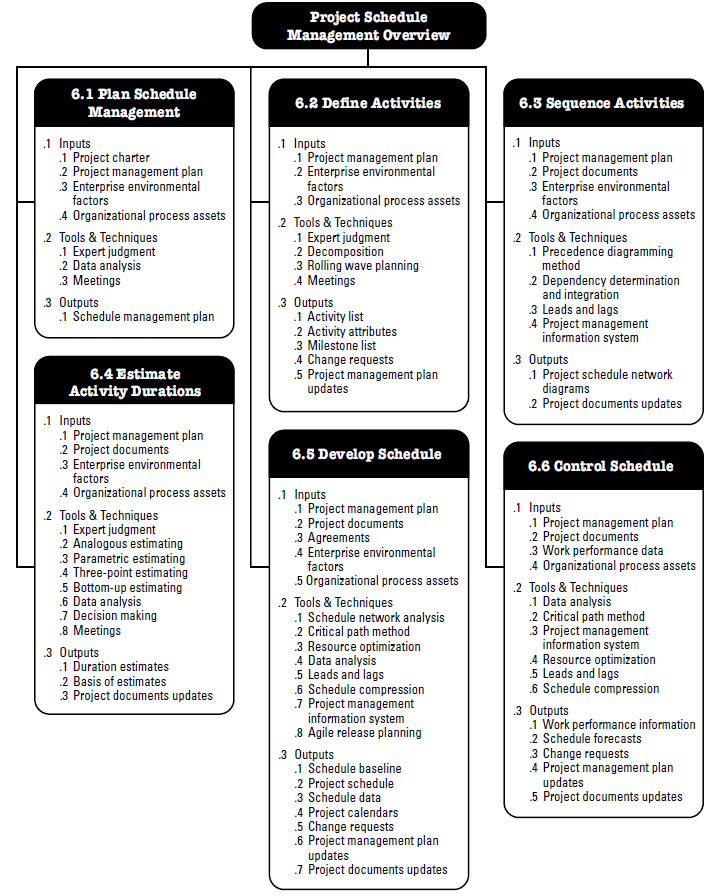 Project Schedule
Management Overview
6.1 Plan Schedule
Management
.1 Inputs
.1 Project charter
.2 Project management plan
.3 Enterprise environmental
factors
.4 Organizational process assets
.2 Tools & Techniques
.1 Expert judgment
.2 Data analysis
.3 Meetings
.3 Outputs
.1 Schedule management plan
6.2 Define Activities
.1 Inputs
.1 Project management plan
.2 Enterprise environmental
factors
.3 Organizational process assets
.2 Tools & Techniques
.1 Expert judgment
.2 Decomposition
.3 Rolling wave planning
.4 Meetings
.3 Outputs
.1 Activity list
.2 Activity attributes
.3 Milestone list
.4 Change requests
.5 Project management plan
updates
6.3 Sequence Activities
.1 Inputs
.1 Project management plan
.2 Project documents
.3 Enterprise environmental
factors
.4 Organizational process assets
.2 Tools & Techniques
.1 Precedence diagramming
method
.2 Dependency determination
and integration
.3 Leads and lags
.4 Project management
information system
.3 Outputs
.1 Project schedule network
diagrams
.2 Project documents updates
6.4 Estimate
Activity Durations
.1 Inputs
.1 Project management plan
.2 Project documents
.3 Enterprise environmental
factors
.4 Organizational process assets
.2 Tools & Techniques
.1 Expert judgment
.2 Analogous estimating
.3 Parametric estimating
.4 Three-point estimating
.5 Bottom-up estimating
.6 Data analysis
.7 Decision making
.8 Meetings
.3 Outputs
.1 Duration estimates
.2 Basis of estimates
.3 Project documents updates
6.5 Develop Schedule
.1 Inputs
.1 Project management plan
.2 Project documents
.3 Agreements
.4 Enterprise environmental
factors
.5 Organizational process assets
.2 Tools & Techniques
.1 Schedule network analysis
.2 Critical path method
.3 Resource optimization
.4 Data analysis
.5 Leads and lags
.6 Schedule compression
.7 Project management
information system
.8 Agile release planning
.3 Outputs
.1 Schedule baseline
.2 Project schedule
.3 Schedule data
.4 Project calendars
.5 Change requests
.6 Project management plan
updates
.7 Project documents updates
6.6 Control Schedule
.1 Inputs
.1 Project management plan
.2 Project documents
.3 Work performance data
.4 Organizational process assets
.2 Tools & Techniques
.1 Data analysis
.2 Critical path method
.3 Project management
information system
.4 Resource optimization
.5 Leads and lags
.6 Schedule compression
.3 Outputs
.1 Work performance information
.2 Schedule forecasts
.3 Change requests
.4 Project management plan
updates
.5 Project documents updates